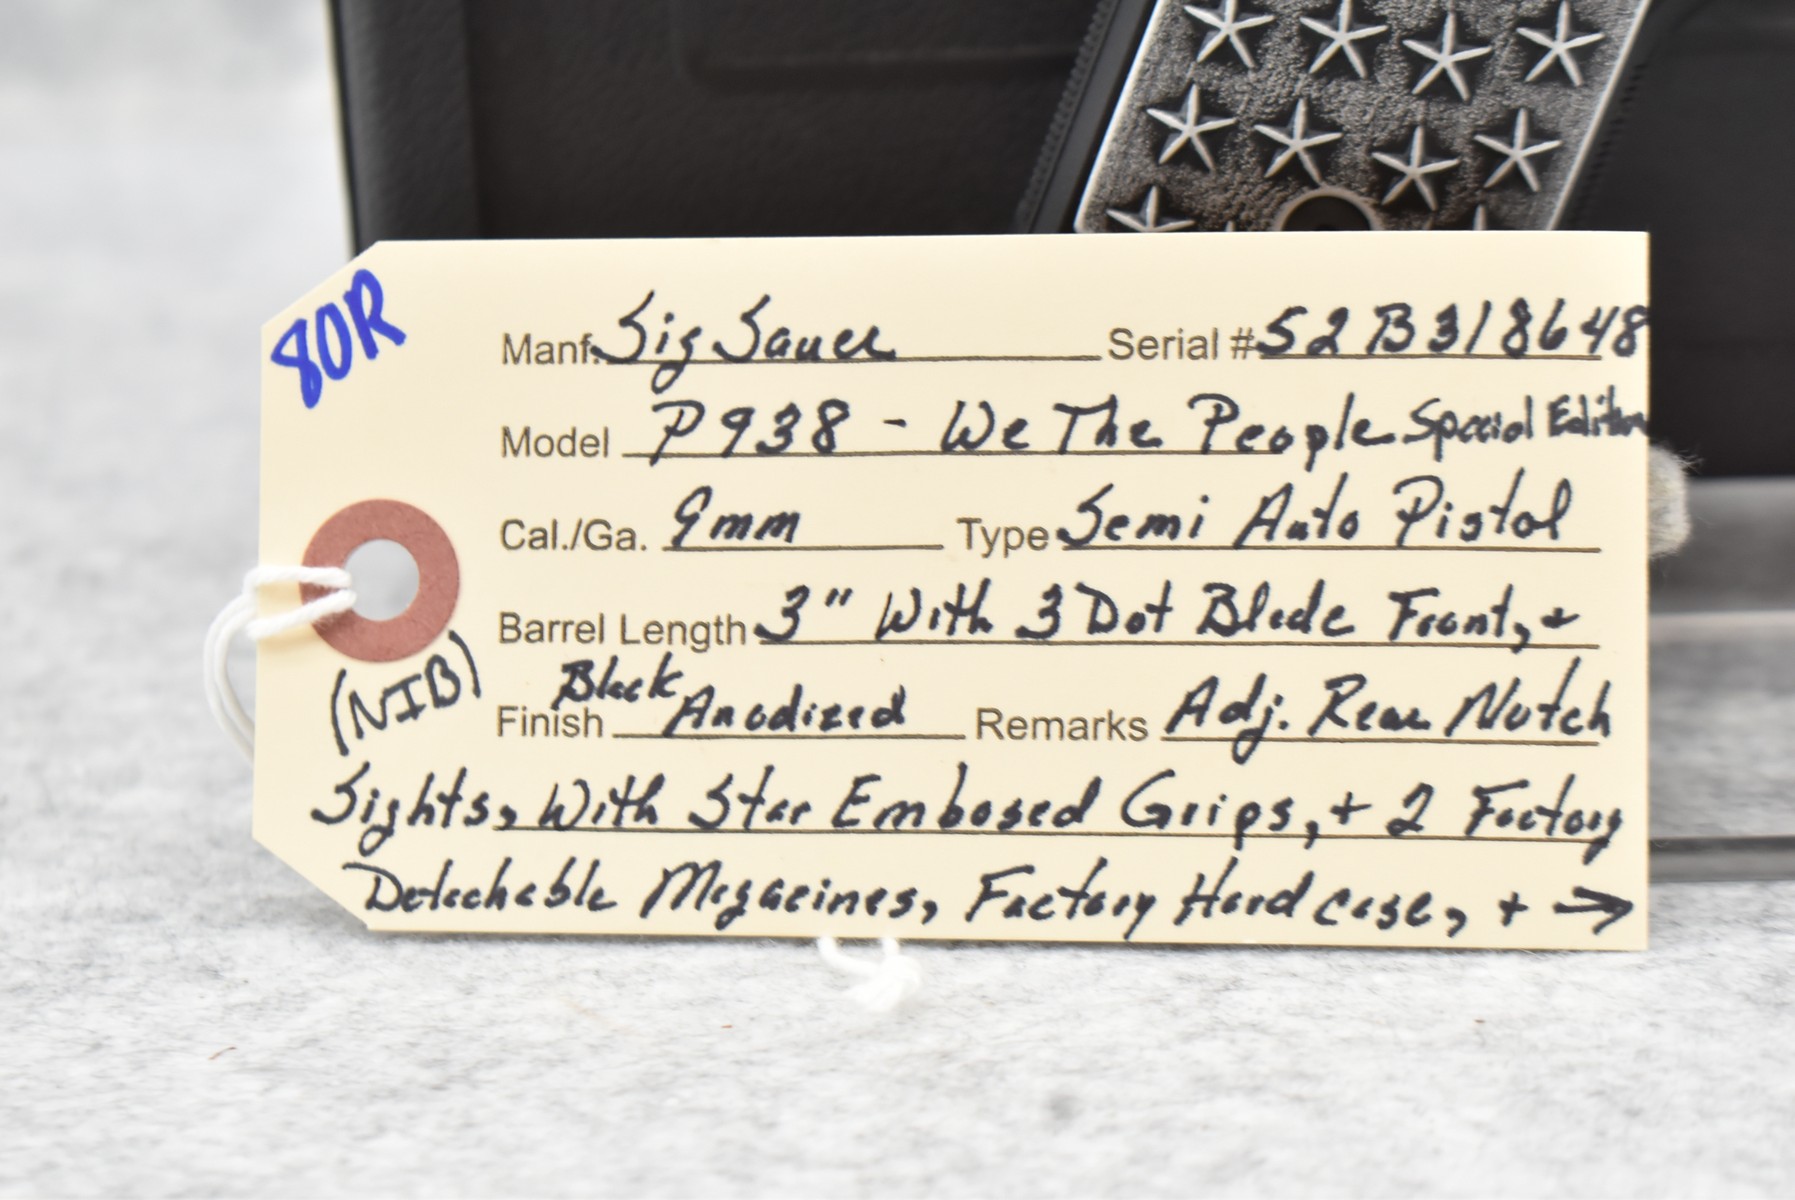 80R
Manf. Sig Sauer Serial # 52B318648
Model P938 - We The People Special Edition
Cal./Ga. 9mm Type Semi Auto Pistol
Barrel Length 3" With 3 Dot Blade Front, +
Finish Black Anodized Remarks Adj. Rear Notch
(NIB)
Sights, With Star Embosed Grips, + 2 Factory
Detachable Magazines, Factory Hard case, + →